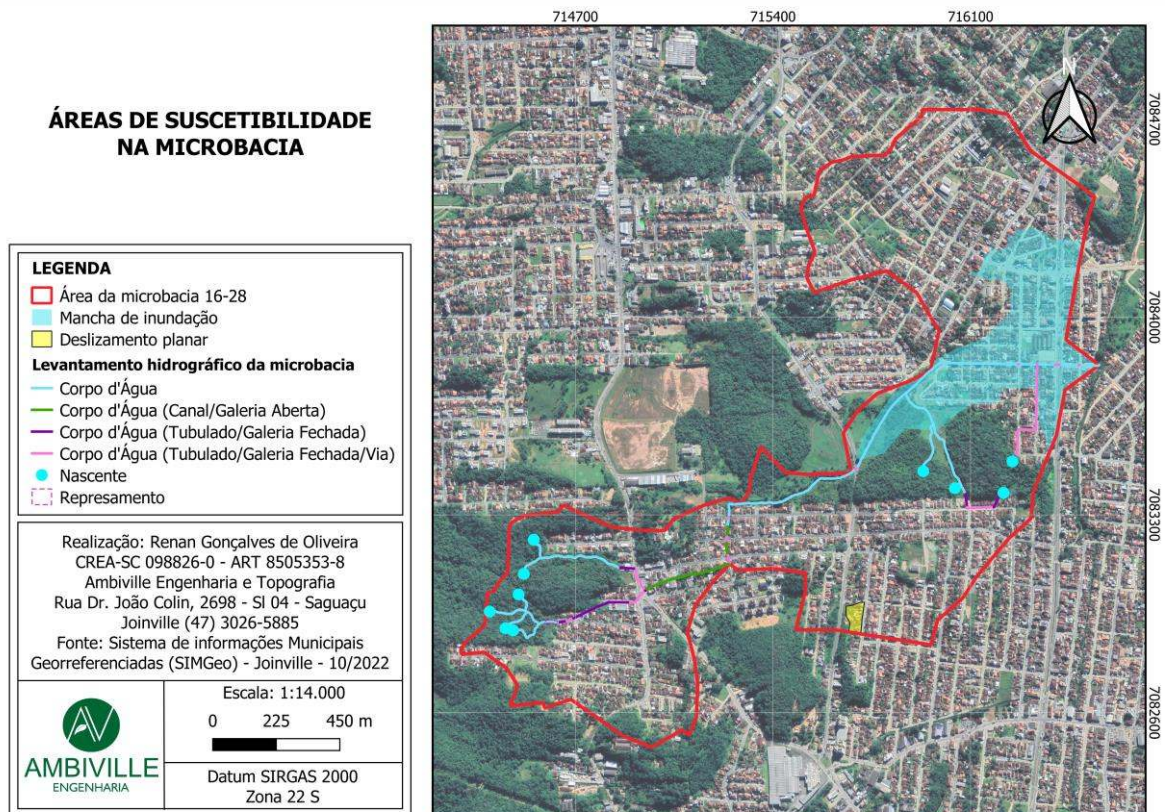 ÁREAS DE SUSCETIBILIDADE
NA MICROBACIA
LEGENDA
Área da microbacia 16-28
Mancha de inundação
Deslizamento planar
Levantamento hidrográfico da microbacia
Corpo d'Água
Corpo d'Água (Canal/Galeria Aberta)
Corpo d'Água (Tubulado/Galeria Fechada)
Corpo d'Água (Tubulado/Galeria Fechada/Via)
Nascente
Represamento
Realização: Renan Gonçalves de Oliveira
CREA-SC 098826-0 - ART 8505353-8
Ambiville Engenharia e Topografia
Rua Dr. João Colin, 2698 - Sl 04 - Saguaçu
Joinville (47) 3026-5885
Fonte: Sistema de informações Municipais
Georreferenciadas (SIMGeo) - Joinville - 10/2022
AV
AMBIVILLE
ENGENHARIA
Escala: 1:14.000
0 225 450 m
Datum SIRGAS 2000
Zona 22 S
714700 715400 716100
N
7084700
7084000
7083300
7082600